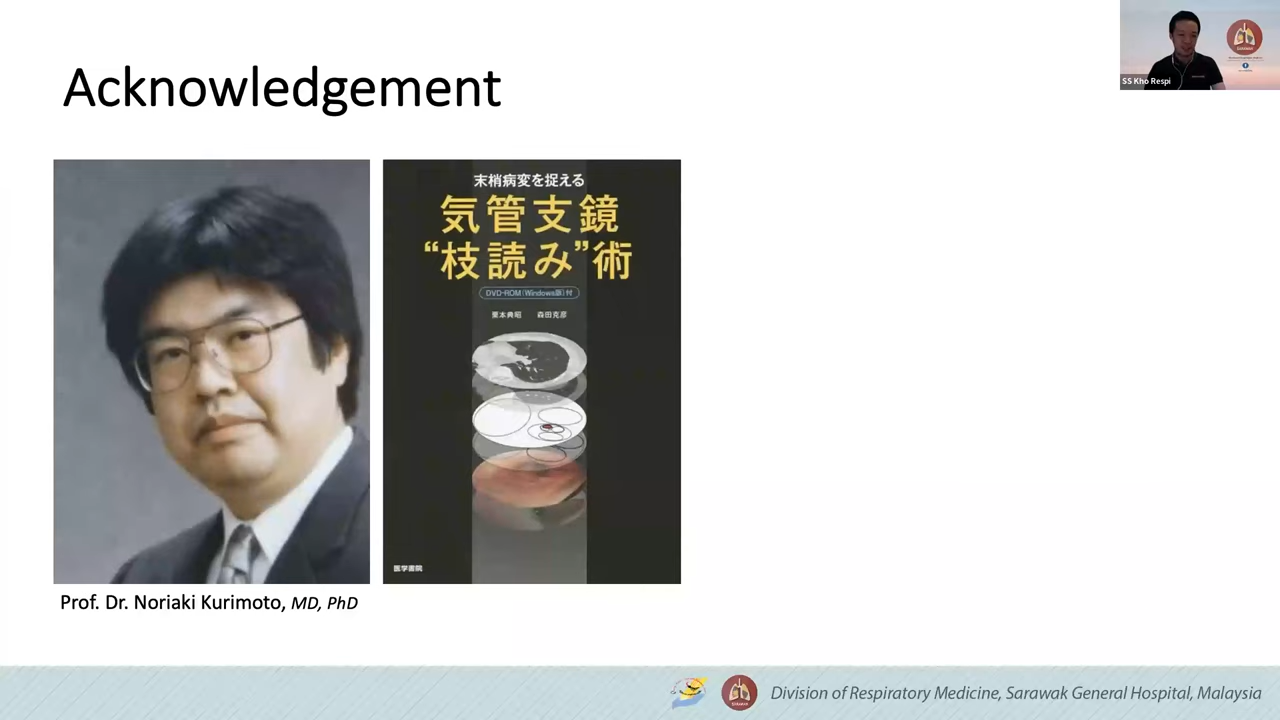 Acknowledgement
末梢病変を捉える
気管支鏡
“枝読み”術
DVD-ROM(Windows版)付
栗本典昭 森田克彦
医学書院
Prof. Dr. Noriaki Kurimoto, MD, PhD
SS Kho Respi
SARAWAK
Division of Respiratory Medicine, Sarawak General Hospital, Malaysia